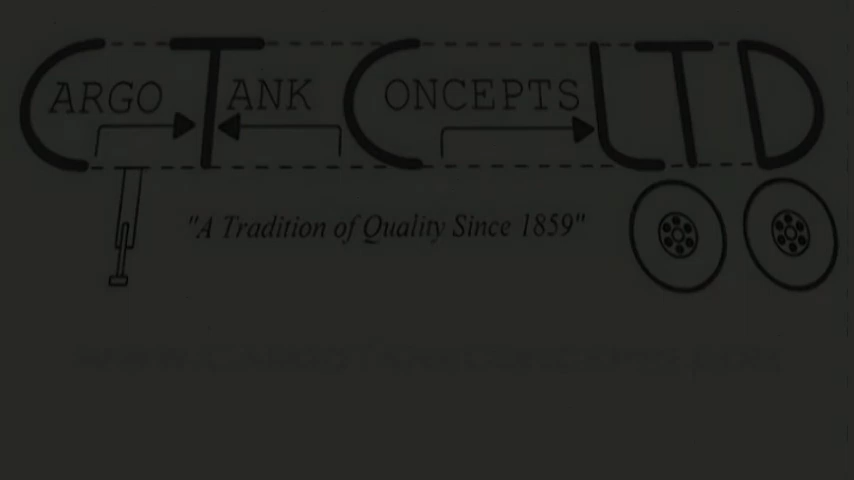 CARGO TANK CONCEPTS LTD
"A Tradition of Quality Since 1859"